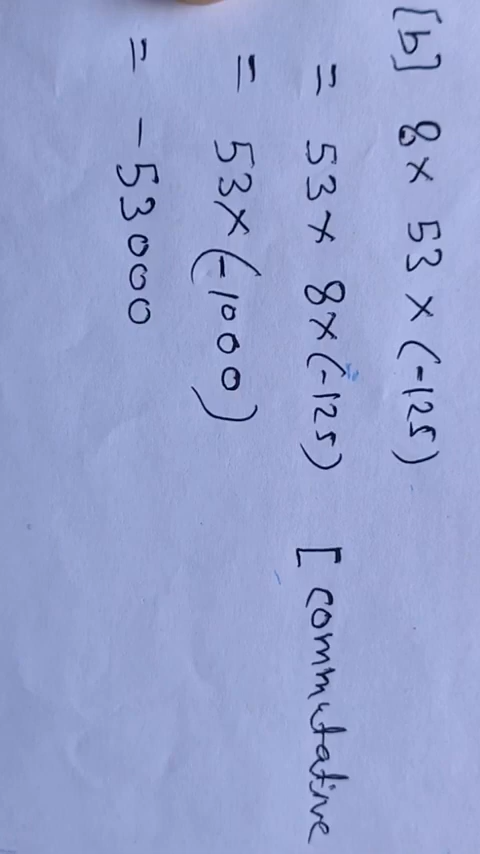 [b] 8 x 53 x (-125)
= 53 x 8 x (-125) [commutative
= 53 x (-1000)
= -53000